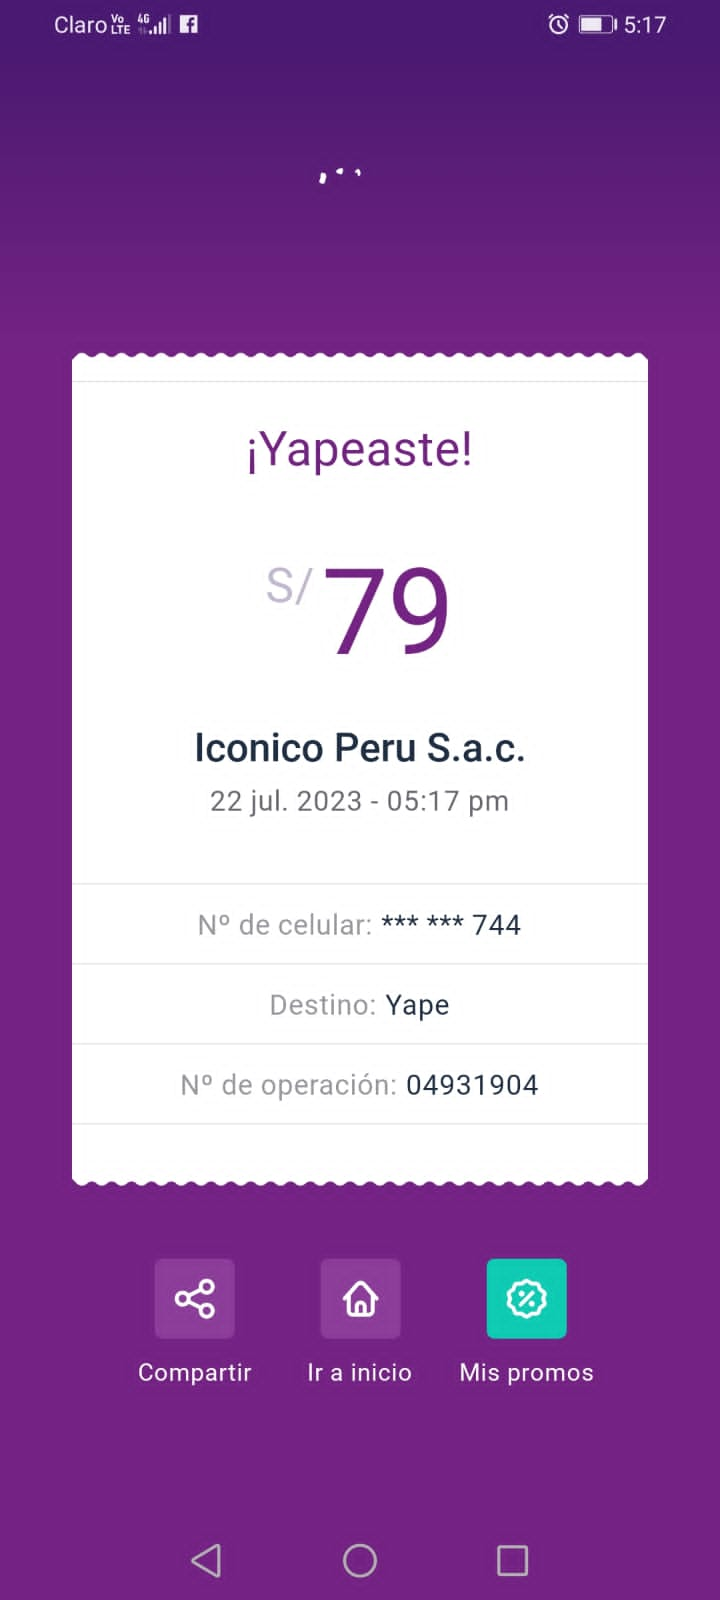 Claro Vo LTE 4G 5:17
¡Yapeaste!
S/ 79
Iconico Peru S.a.c.
22 jul. 2023 - 05:17 pm
Nº de celular: *** *** 744
Destino: Yape
Nº de operación: 04931904
Compartir Ir a inicio Mis promos